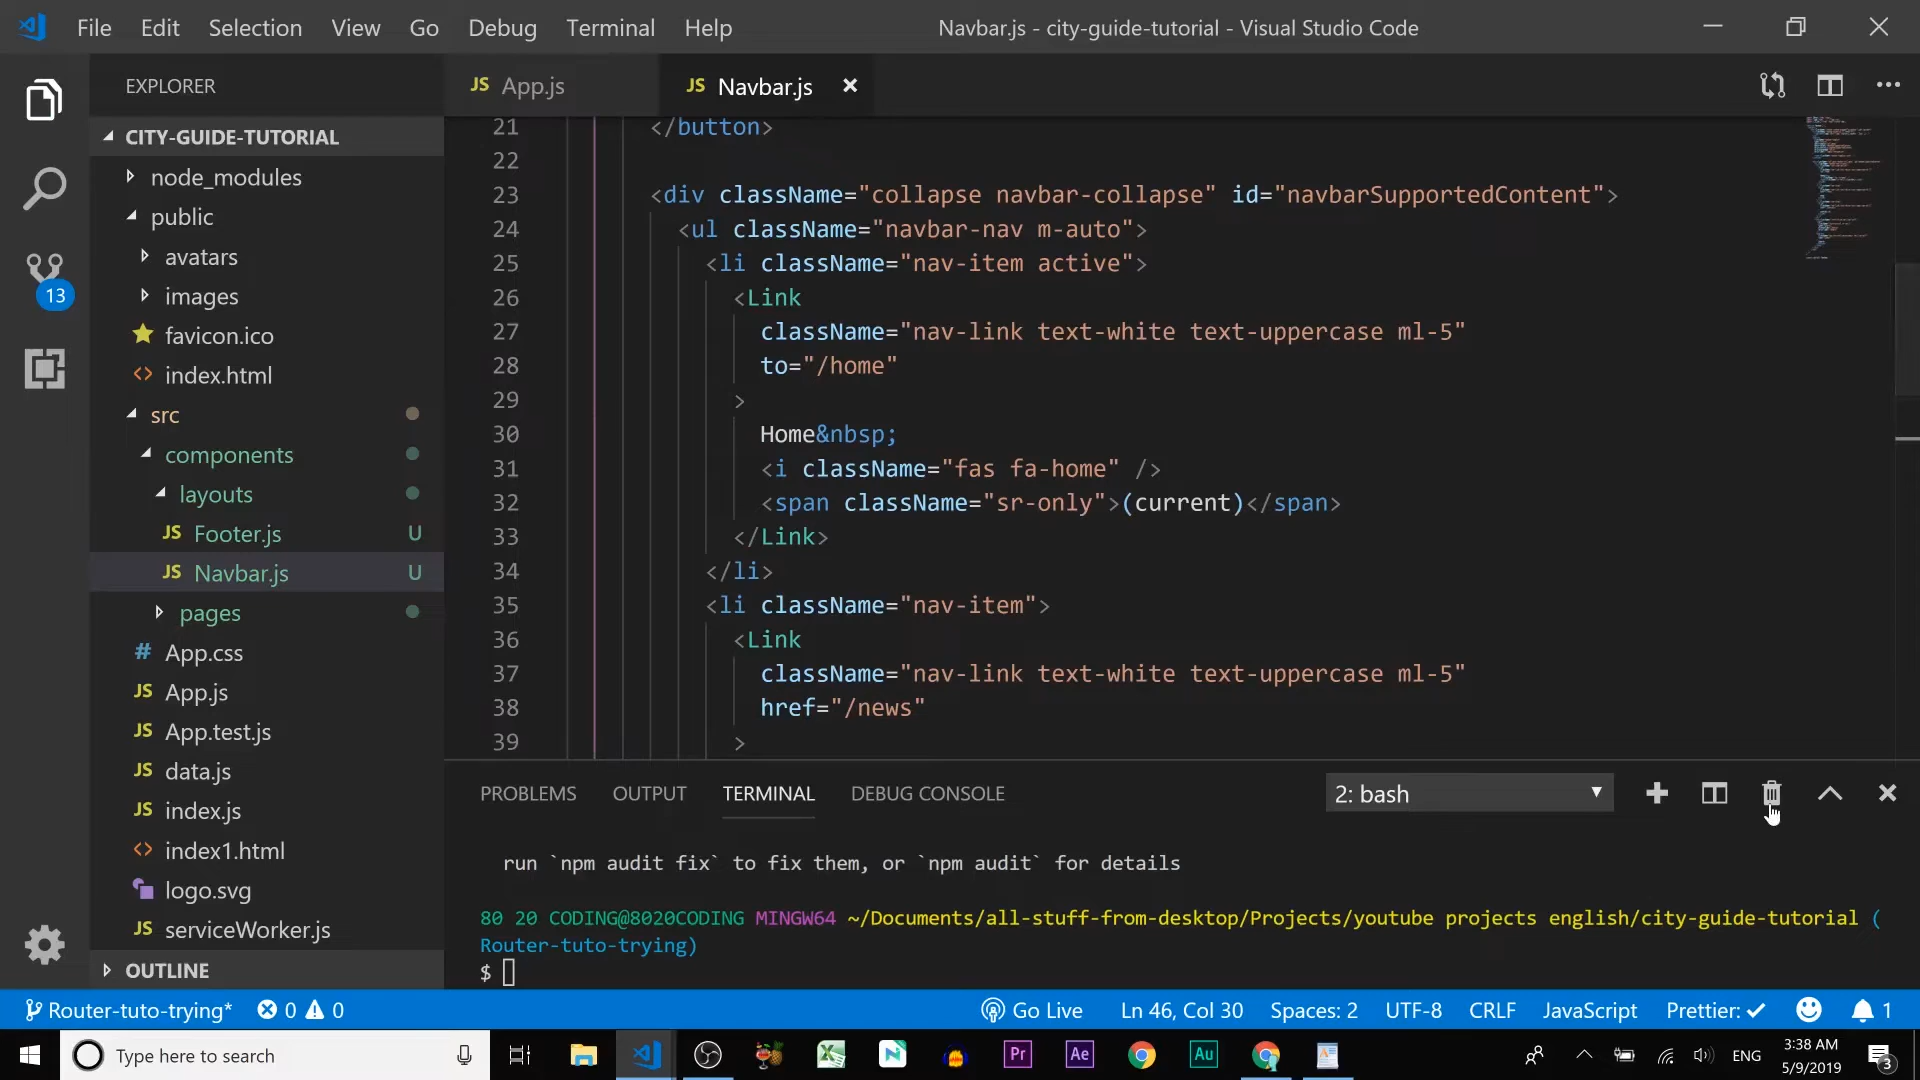 File Edit Selection View Go Debug Terminal Help
Navbar.js - city-guide-tutorial - Visual Studio Code
EXPLORER
JS App.js
JS Navbar.js
CITY-GUIDE-TUTORIAL
node_modules
public
avatars
images
favicon.ico
<> index.html
src
components
layouts
JS Footer.js U
JS Navbar.js U
pages
# App.css
JS App.js
JS App.test.js
JS data.js
JS index.js
<> index1.html
logo.svg
JS serviceWorker.js
OUTLINE
13
21 </button>
22
23 <div className="collapse navbar-collapse" id="navbarSupportedContent">
24 <ul className="navbar-nav m-auto">
25 <li className="nav-item active">
26 <Link
27 className="nav-link text-white text-uppercase ml-5"
28 to="/home"
29 >
30 Home&nbsp;
31 <i className="fas fa-home" />
32 <span className="sr-only">(current)</span>
33 </Link>
34 </li>
35 <li className="nav-item">
36 <Link
37 className="nav-link text-white text-uppercase ml-5"
38 href="/news"
39 >
PROBLEMS OUTPUT TERMINAL DEBUG CONSOLE
2: bash
run `npm audit fix` to fix them, or `npm audit` for details
80 20 CODING@8020CODING MINGW64 ~/Documents/all-stuff-from-desktop/Projects/youtube projects english/city-guide-tutorial (
Router-tuto-trying)
$
Router-tuto-trying* 0 0
Go Live Ln 46, Col 30 Spaces: 2 UTF-8 CRLF JavaScript Prettier: 1
Type here to search
Pr Ae Au
ENG
3:38 AM
5/9/2019
3